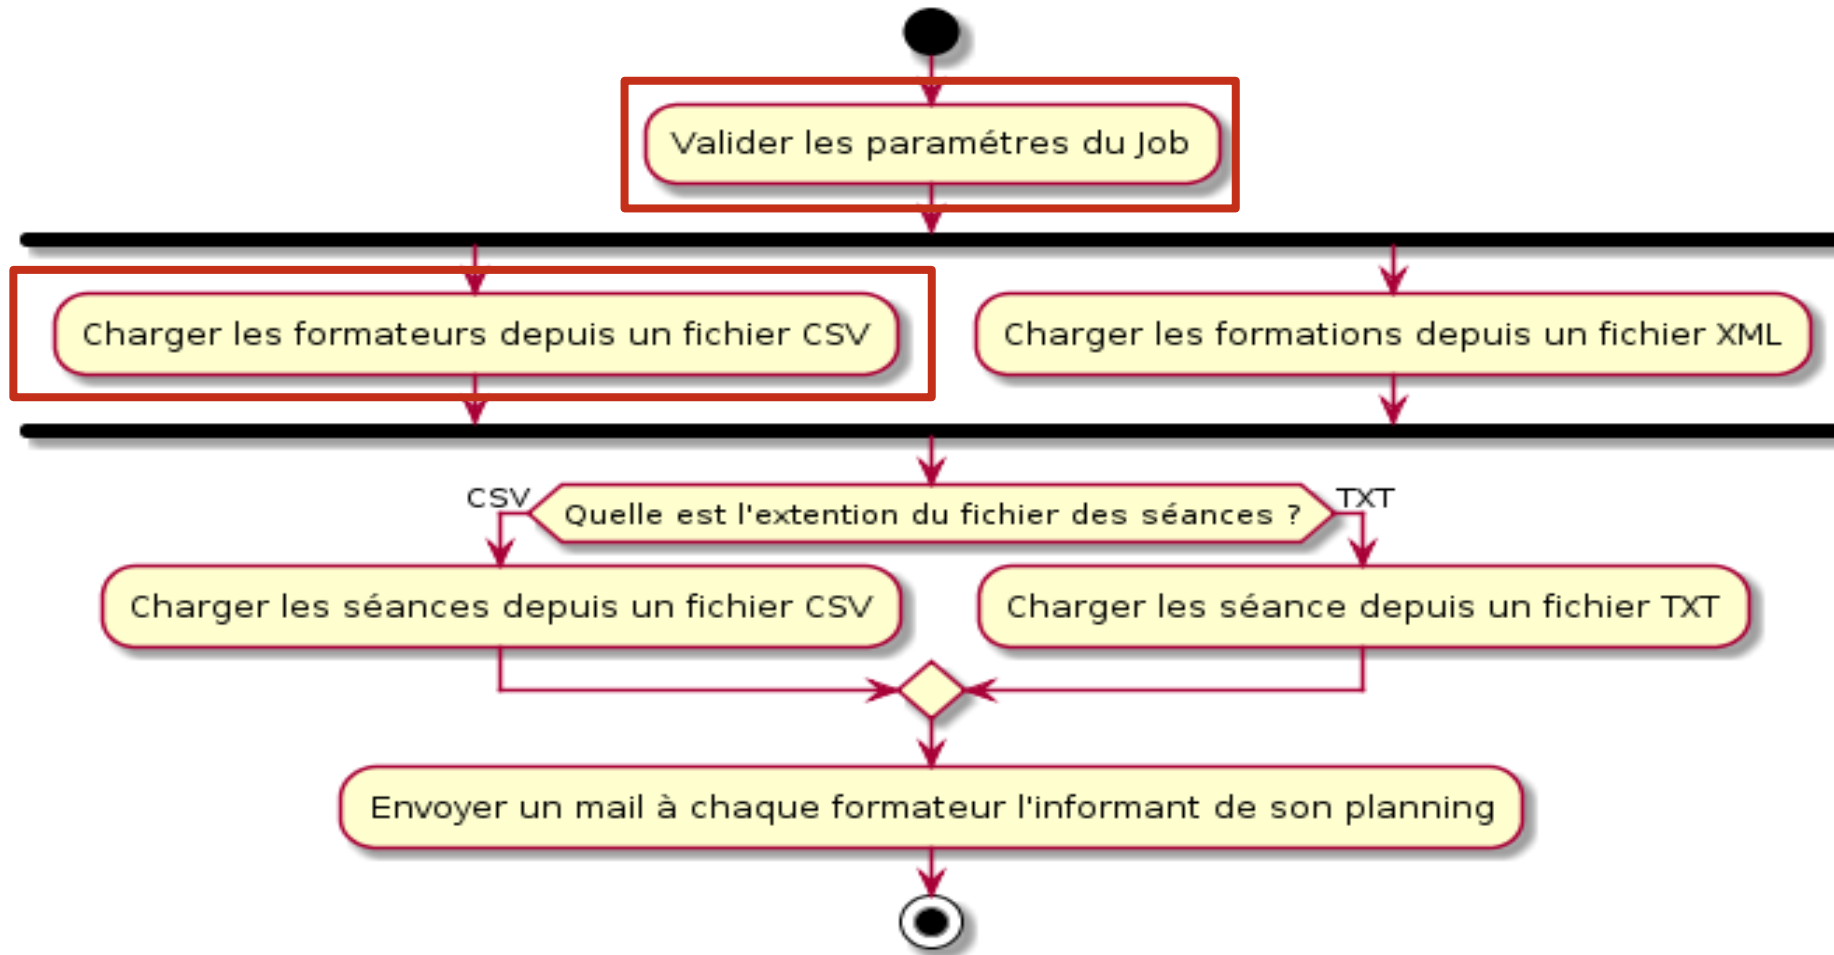 Valider les paramétres du Job
Charger les formateurs depuis un fichier CSV
Charger les formations depuis un fichier XML
CSV
Quelle est l'extention du fichier des séances ?
TXT
Charger les séances depuis un fichier CSV
Charger les séance depuis un fichier TXT
Envoyer un mail à chaque formateur l'informant de son planning